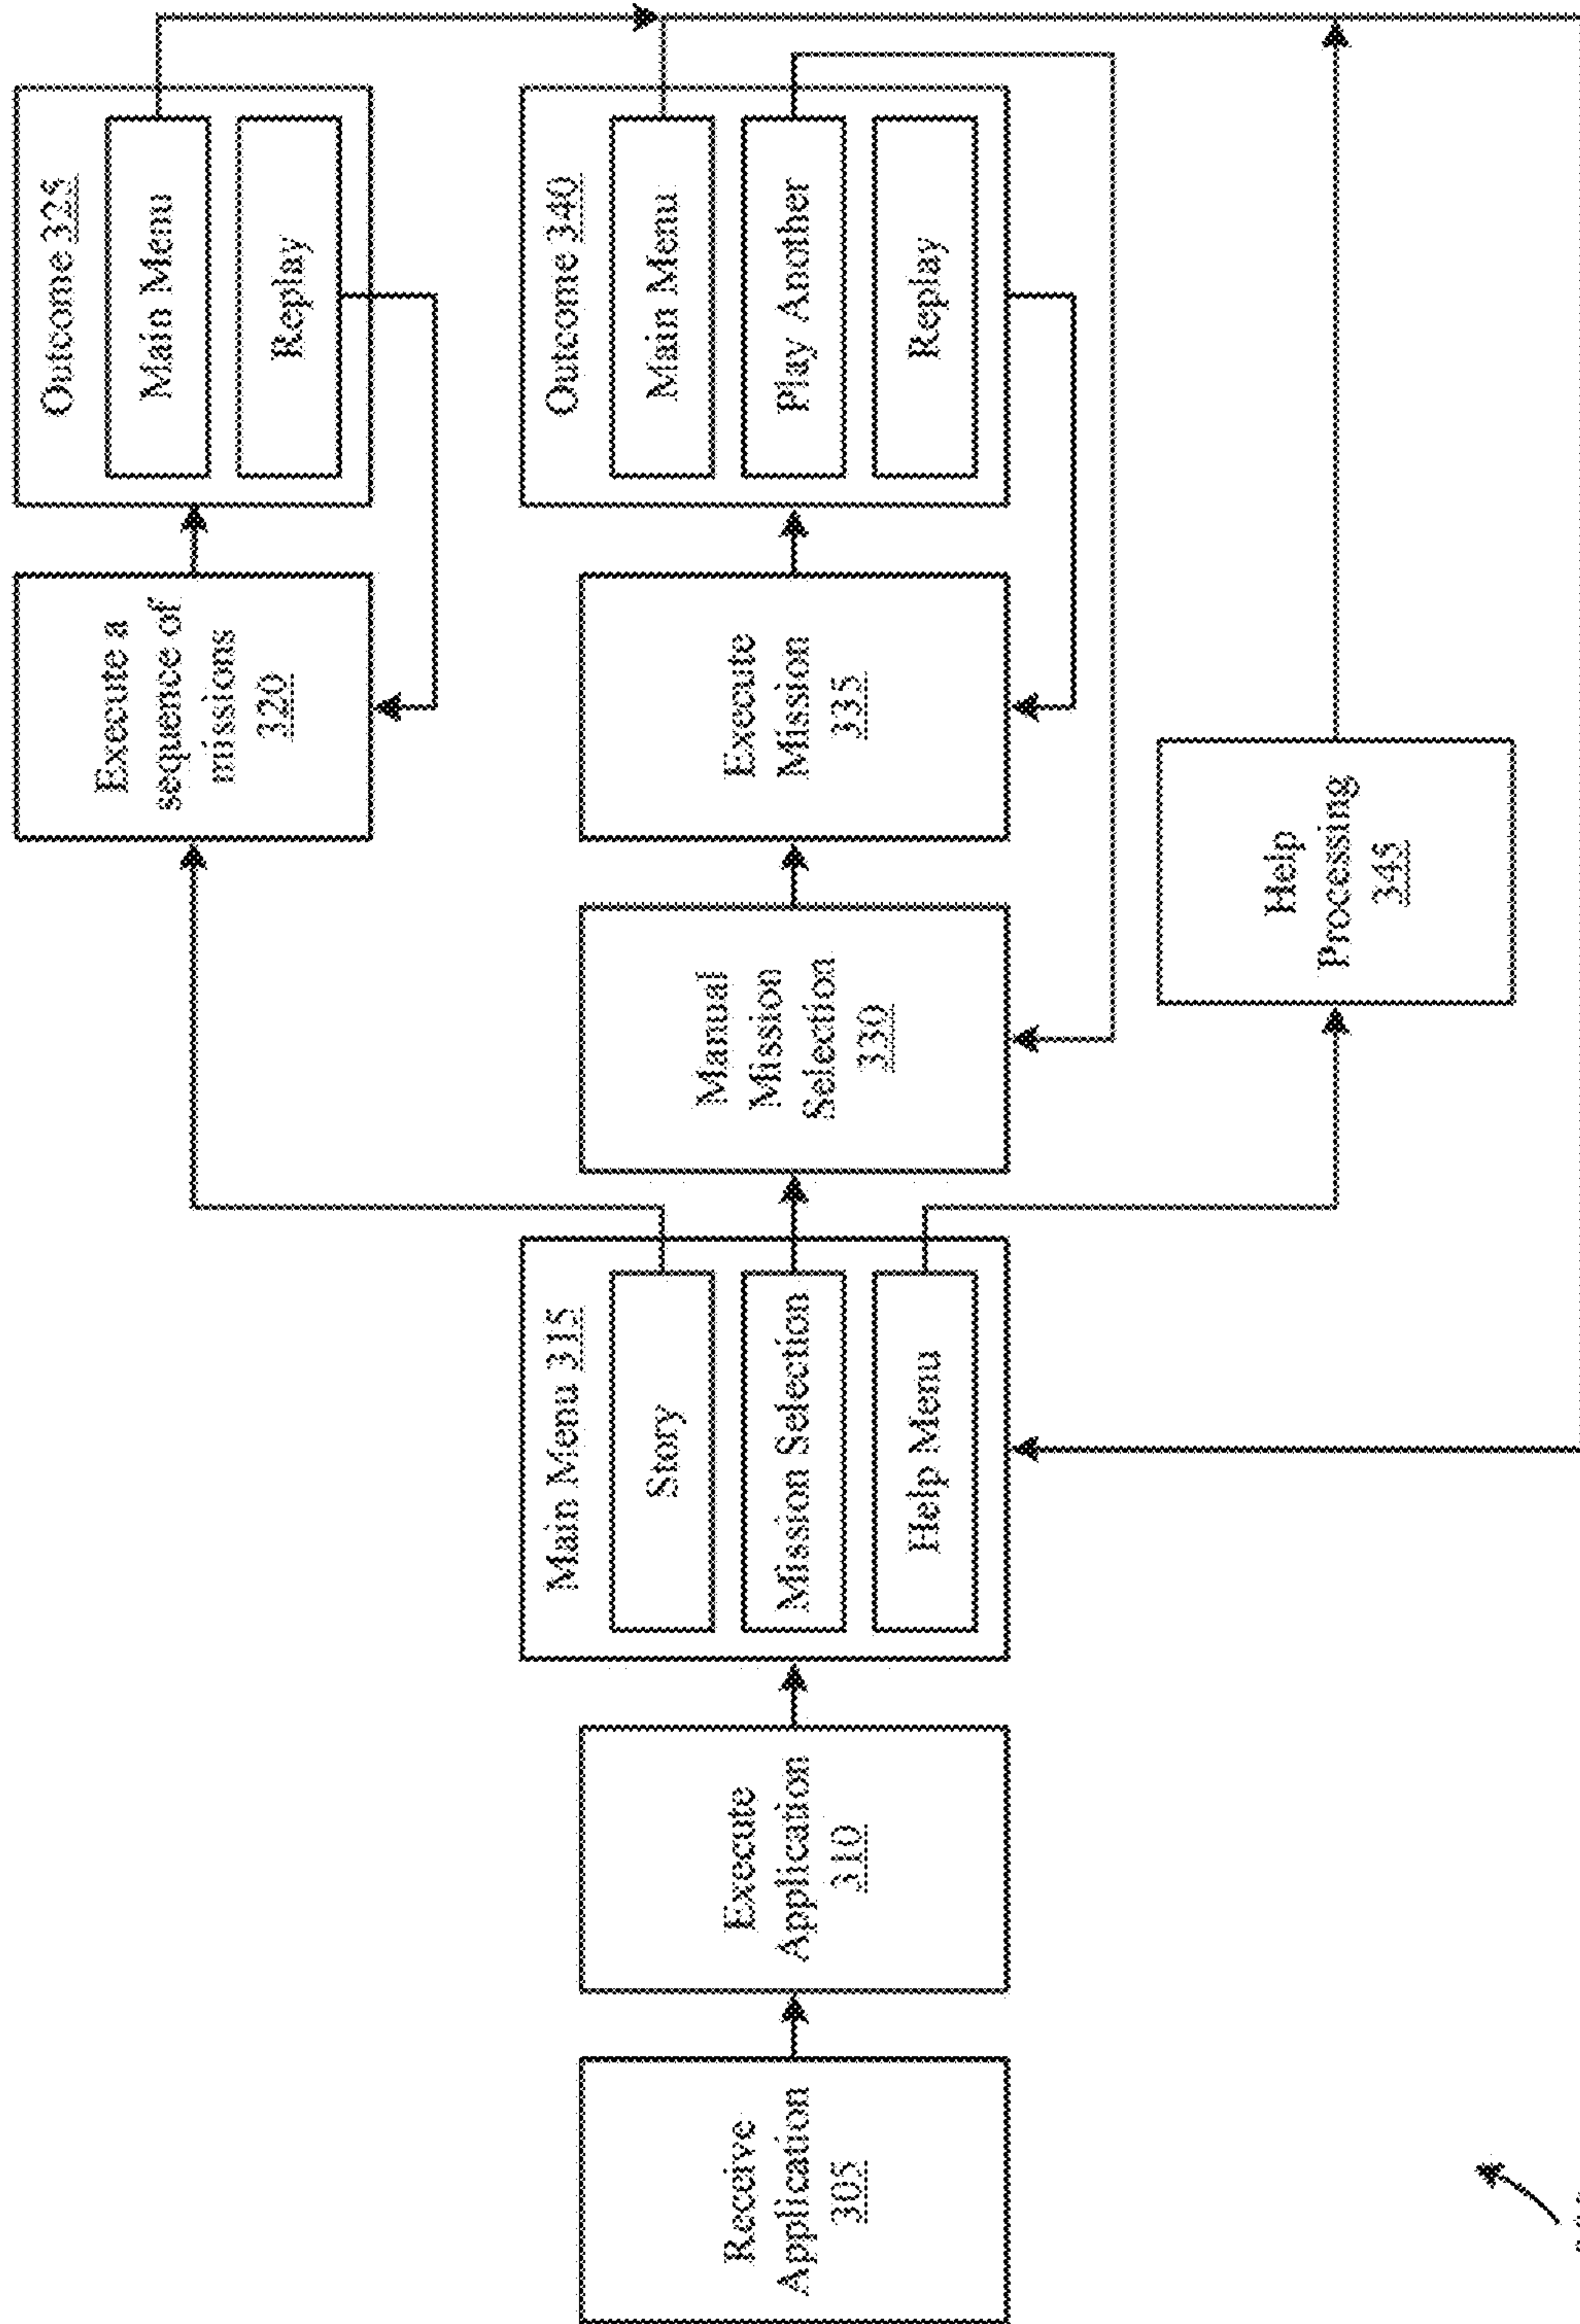 Receive
Application
305
Execute
Application
310
Main Menu 315
Story
Mission Selection
Help Menu
Execute a
sequence of
missions
320
Outcome 325
Main Menu
Replay
Manual
Mission
Selection
330
Execute
Mission
335
Outcome 340
Main Menu
Play Another
Replay
Help
Processing
345